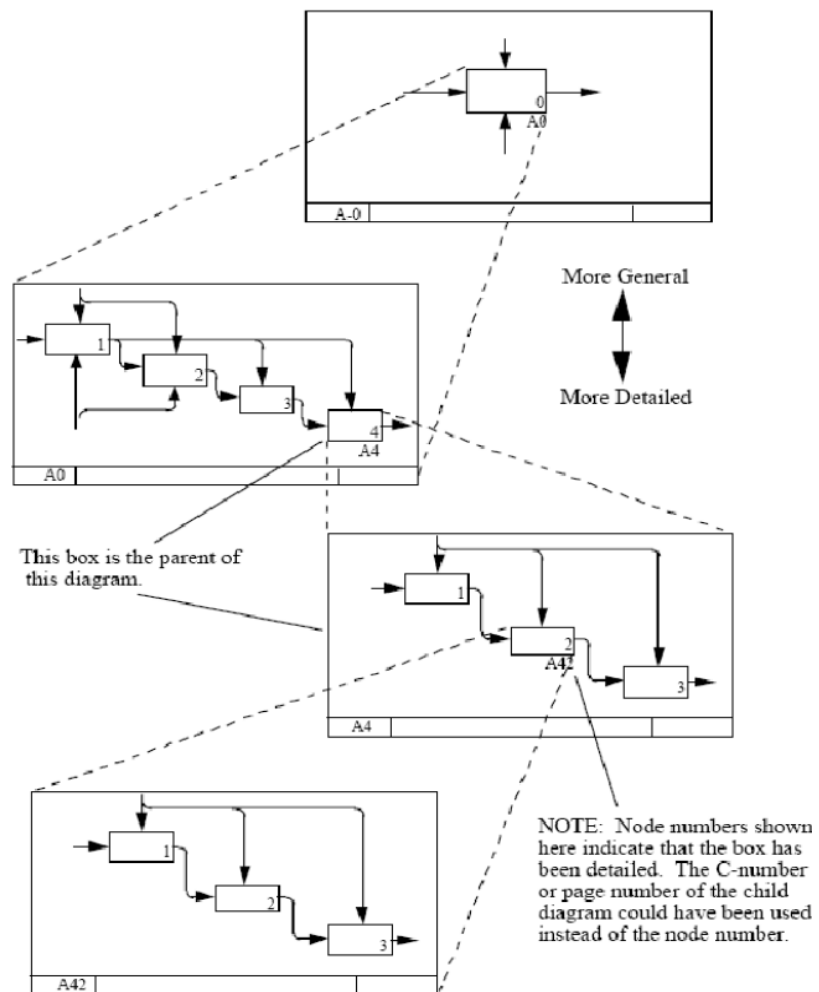 0
A0
A-0
More General
More Detailed
1
2
3
4
A4
A0
This box is the parent of
this diagram.
1
2
A42
3
A4
NOTE: Node numbers shown
here indicate that the box has
been detailed. The C-number
or page number of the child
diagram could have been used
instead of the node number.
1
2
3
A42